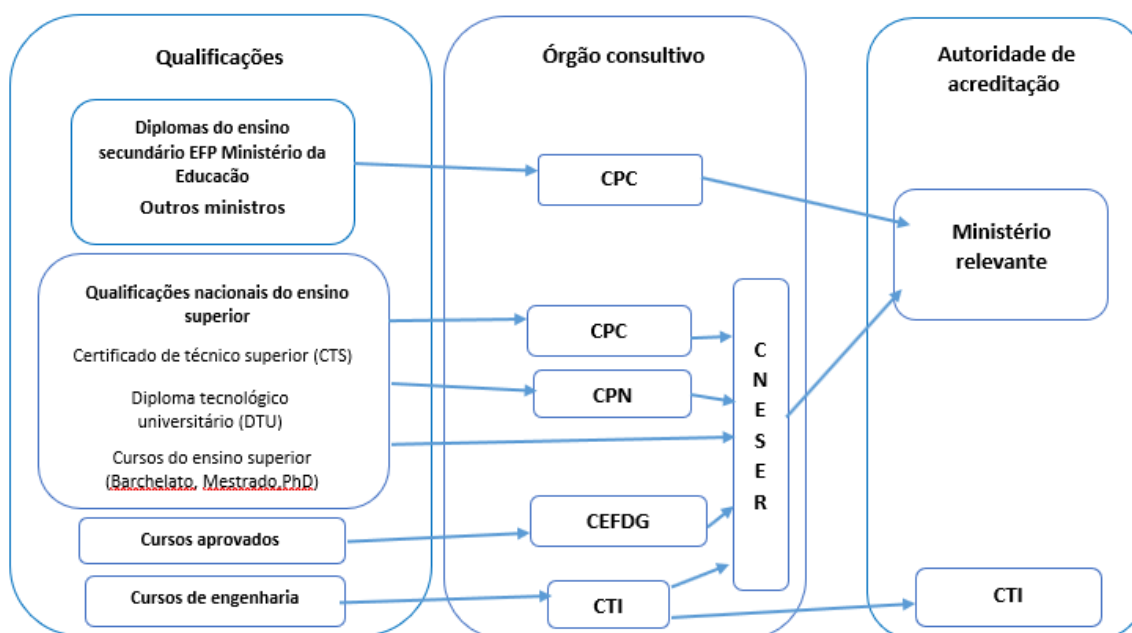 Qualificações
Diplomas do ensino
secundário EFP Ministério da
Educacão
Outros ministros
Qualificações nacionais do ensino
superior
Certificado de técnico superior (CTS)
Diploma tecnológico
universitário (DTU)
Cursos do ensino superior
(Barchelato, Mestrado,PhD)
Cursos aprovados
Cursos de engenharia
Órgão consultivo
CPC
CPC
CPN
CEFDG
CTI
C
N
E
S
E
R
Autoridade de
acreditação
Ministério
relevante
CTI